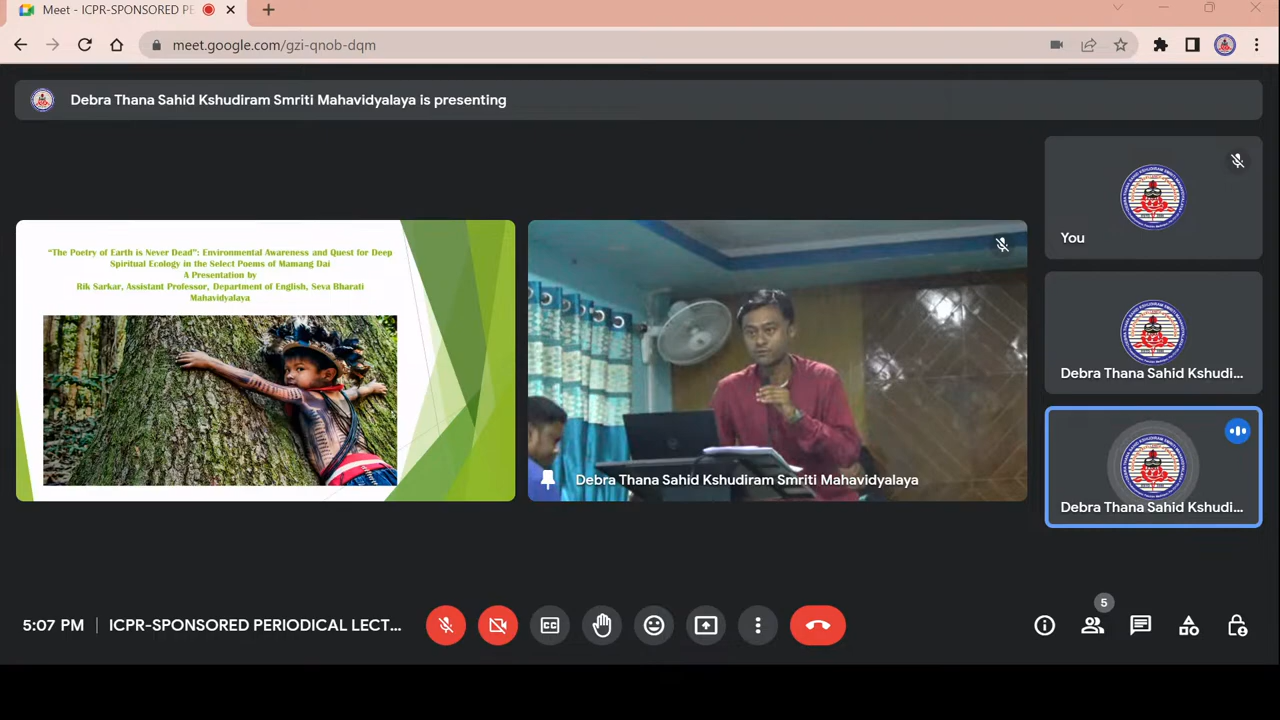 Meet - ICPR-SPONSORED PE
meet.google.com/gzi-qnob-dqm
Debra Thana Sahid Kshudiram Smriti Mahavidyalaya is presenting
"The Poetry of Earth is Never Dead": Environmental Awareness and Quest for Deep
Spiritual Ecology in the Select Poems of Mamang Dai
A Presentation by
Rik Sarkar, Assistant Professor, Department of English, Seva Bharati
Mahavidyalaya
Debra Thana Sahid Kshudiram Smriti Mahavidyalaya
You
Debra Thana Sahid Kshudi...
Debra Thana Sahid Kshudi...
5:07 PM | ICPR-SPONSORED PERIODICAL LECT...
CC
5